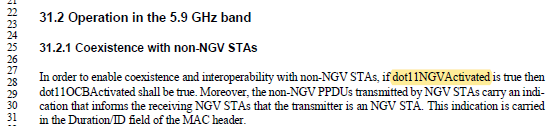 21
22
23 31.2 Operation in the 5.9 GHz band
24
25 31.2.1 Coexistence with non-NGV STAs
26
27 In order to enable coexistence and interoperability with non-NGV STAs, if dot11NGVActivated is true then
28 dot11OCBActivated shall be true. Moreover, the non-NGV PPDUs transmitted by NGV STAs carry an indi-
29 cation that informs the receiving NGV STAs that the transmitter is an NGV STA. This indication is carried
30 in the Duration/ID field of the MAC header.
31